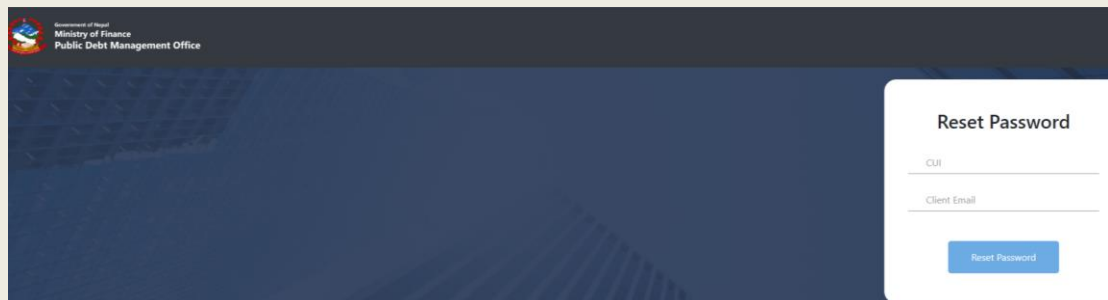 Government of Nepal
Ministry of Finance
Public Debt Management Office
Reset Password
CUI
Client Email
Reset Password